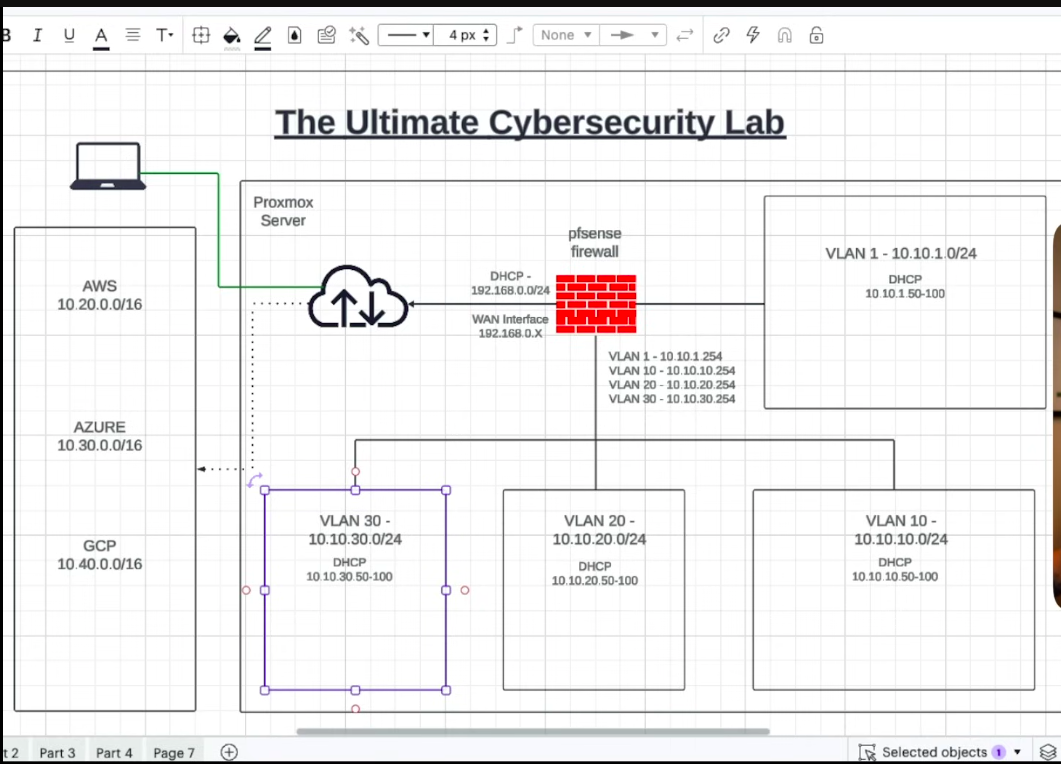 B I U A T
4 px
None
The Ultimate Cybersecurity Lab
Proxmox
Server
pfsense
firewall
DHCP -
192.168.0.0/24
WAN Interface
192.168.0.X
VLAN 1 - 10.10.1.254
VLAN 10 - 10.10.10.254
VLAN 20 - 10.10.20.254
VLAN 30 - 10.10.30.254
VLAN 1 - 10.10.1.0/24
DHCP
10.10.1.50-100
AWS
10.20.0.0/16
AZURE
10.30.0.0/16
GCP
10.40.0.0/16
VLAN 30 -
10.10.30.0/24
DHCP
10.10.30.50-100
VLAN 20 -
10.10.20.0/24
DHCP
10.10.20.50-100
VLAN 10 -
10.10.10.0/24
DHCP
10.10.10.50-100
t 2 Part 3 Part 4 Page 7
Selected objects 1